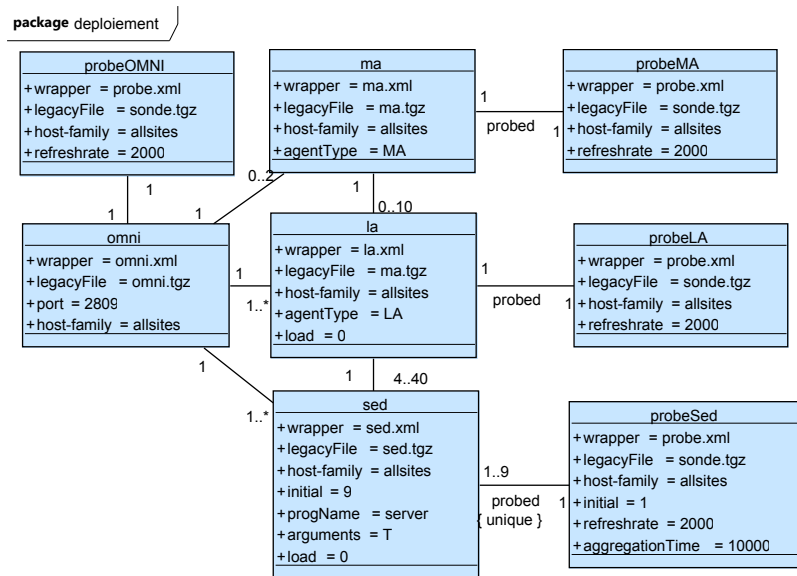 package deploiement
probeOMNI
+wrapper = probe.xml
+legacyFile = sonde.tgz
+host-family = allsites
+refreshrate = 2000
ma
+wrapper = ma.xml
+legacyFile = ma.tgz
+host-family = allsites
+agentType = MA
probeMA
+wrapper = probe.xml
+legacyFile = sonde.tgz
+host-family = allsites
+refreshrate = 2000
1
probed
1
1
1
0..2
1
1
0..10
omni
+wrapper = omni.xml
+legacyFile = omni.tgz
+port = 2809
+host-family = allsites
la
+wrapper = la.xml
+legacyFile = ma.tgz
+host-family = allsites
+agentType = LA
+load = 0
probeLA
+wrapper = probe.xml
+legacyFile = sonde.tgz
+host-family = allsites
+refreshrate = 2000
1
1..*
1
probed
1
1
1..*
1
4..40
sed
+wrapper = sed.xml
+legacyFile = sed.tgz
+host-family = allsites
+initial = 9
+progName = server
+arguments = T
+load = 0
probeSed
+wrapper = probe.xml
+legacyFile = sonde.tgz
+host-family = allsites
+initial = 1
+refreshrate = 2000
+aggregationTime = 10000
1..9
probed
{ unique }
1